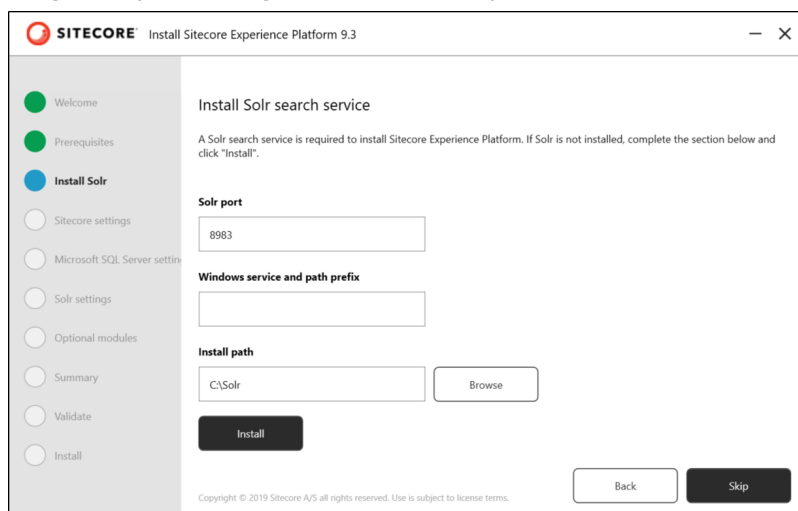 SITECORE Install Sitecore Experience Platform 9.3
Welcome
Prerequisites
Install Solr
Sitecore settings
Microsoft SQL Server settin
Solr settings
Optional modules
Summary
Validate
Install
Install Solr search service
A Solr search service is required to install Sitecore Experience Platform. If Solr is not installed, complete the section below and
click "Install".
Solr port
8983
Windows service and path prefix
Install path
C:\Solr
Browse
Install
Back
Skip
Copyright © 2019 Sitecore A/S all rights reserved. Use is subject to license terms.